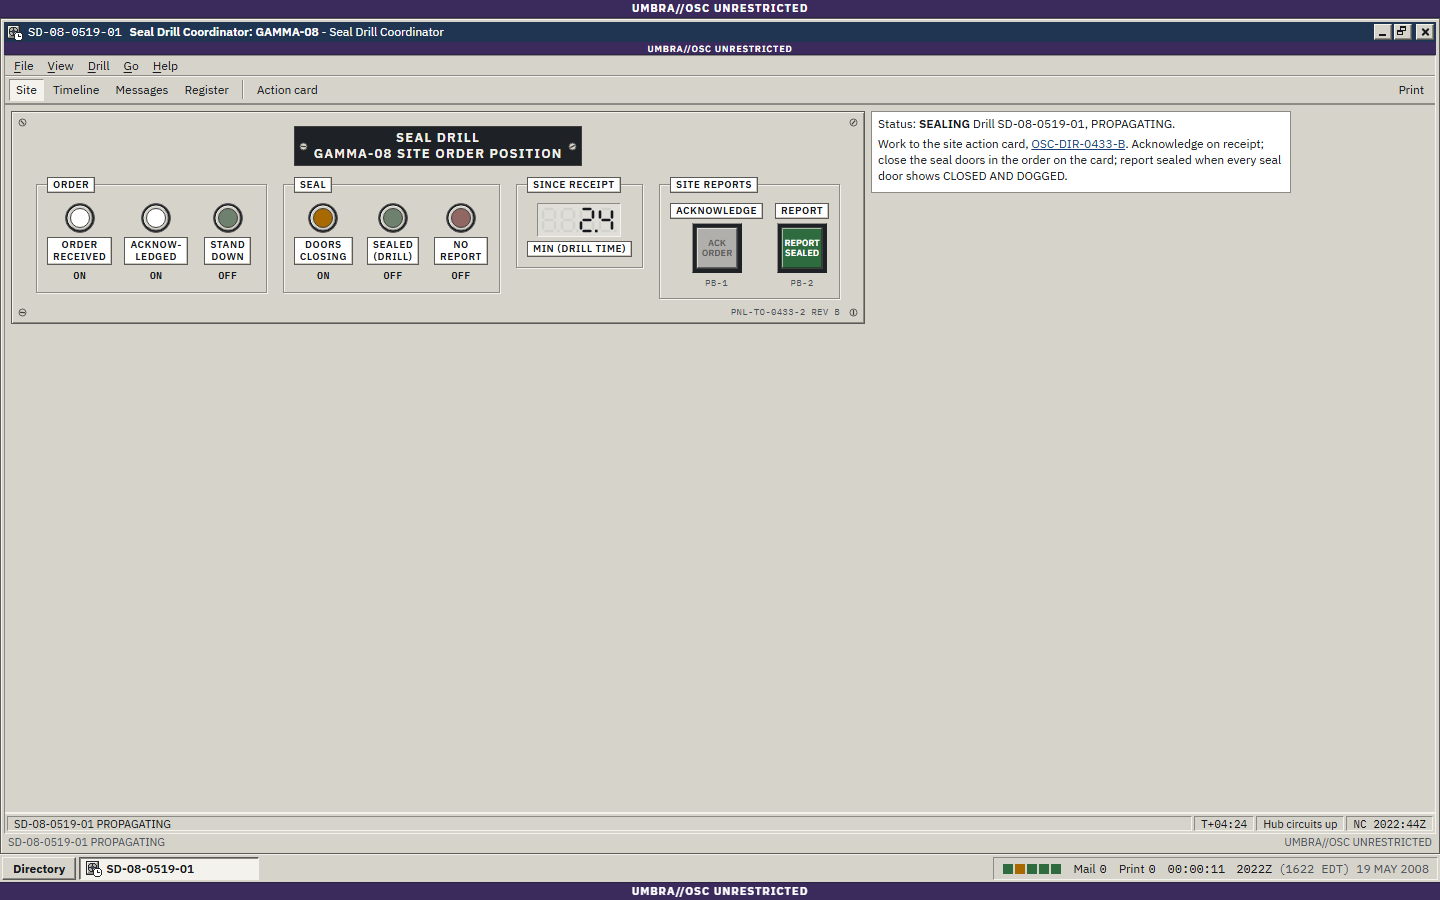 UMBRA//OSC UNRESTRICTED
SD-08-0519-01 Seal Drill Coordinator: GAMMA-08 - Seal Drill Coordinator
UMBRA//OSC UNRESTRICTED
File View Drill Go Help
Site Timeline Messages Register Action card Print
SEAL DRILL
GAMMA-08 SITE ORDER POSITION
ORDER
ORDER RECEIVED
ON
ACKNOW-LEDGED
ON
STAND DOWN
OFF
SEAL
DOORS CLOSING
ON
SEALED (DRILL)
OFF
NO REPORT
OFF
SINCE RECEIPT
2.4
MIN (DRILL TIME)
SITE REPORTS
ACKNOWLEDGE
ACK ORDER
PB-1
REPORT
REPORT SEALED
PB-2
PNL-TO-0433-2 REV B
Status: SEALING Drill SD-08-0519-01, PROPAGATING.
Work to the site action card, OSC-DIR-0433-B. Acknowledge on receipt;
close the seal doors in the order on the card; report sealed when every seal
door shows CLOSED AND DOGGED.
SD-08-0519-01 PROPAGATING T+04:24 Hub circuits up NC 2022:44Z
SD-08-0519-01 PROPAGATING UMBRA//OSC UNRESTRICTED
Directory SD-08-0519-01 Mail 0 Print 0 00:00:11 2022Z (1622 EDT) 19 MAY 2008
UMBRA//OSC UNRESTRICTED